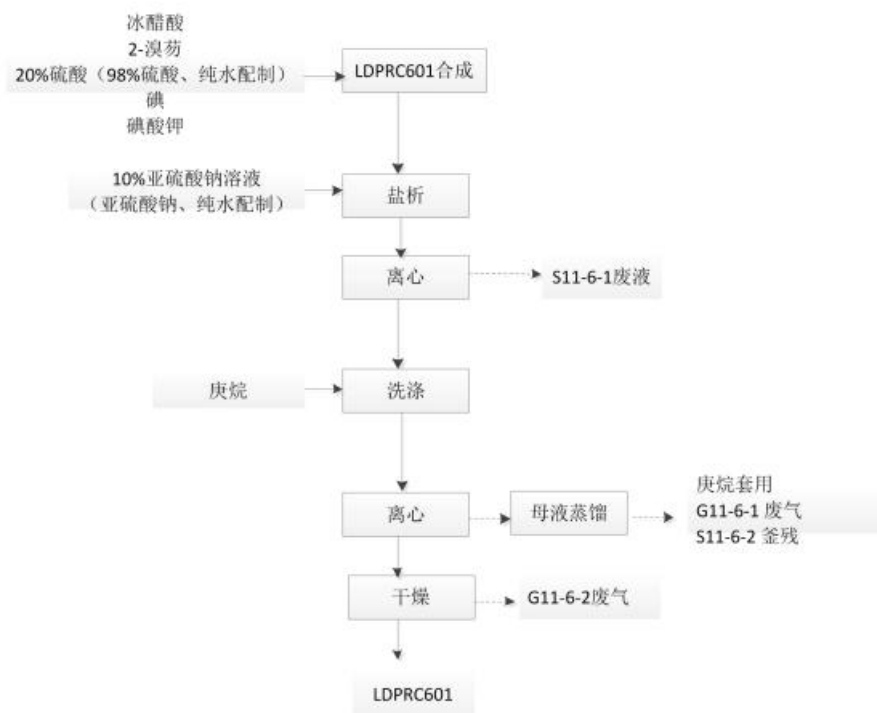 冰醋酸
2-溴芴
20%硫酸（98%硫酸、纯水配制）
碘
碘酸钾
LDPRC601合成
10%亚硫酸钠溶液
（亚硫酸钠、纯水配制）
盐析
离心
S11-6-1废液
庚烷
洗涤
离心
母液蒸馏
庚烷套用
G11-6-1 废气
S11-6-2 釜残
干燥
G11-6-2废气
LDPRC601